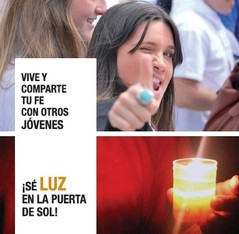 VIVE Y
COMPARTE
TU FE
CON OTROS
JÓVENES
¡SÉ LUZ
EN LA PUERTA
DE SOL!